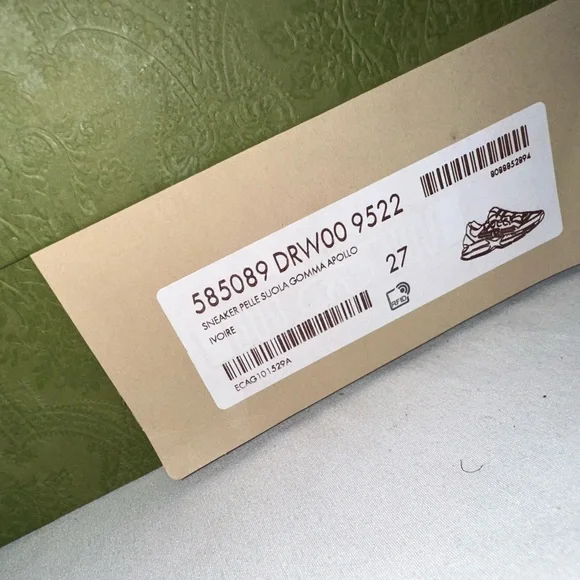 8088852894
585089 DRW00 9522
SNEAKER PELLE SUOLA GOMMA APOLLO
27
IVOIRE
RFID
ECAG101529A